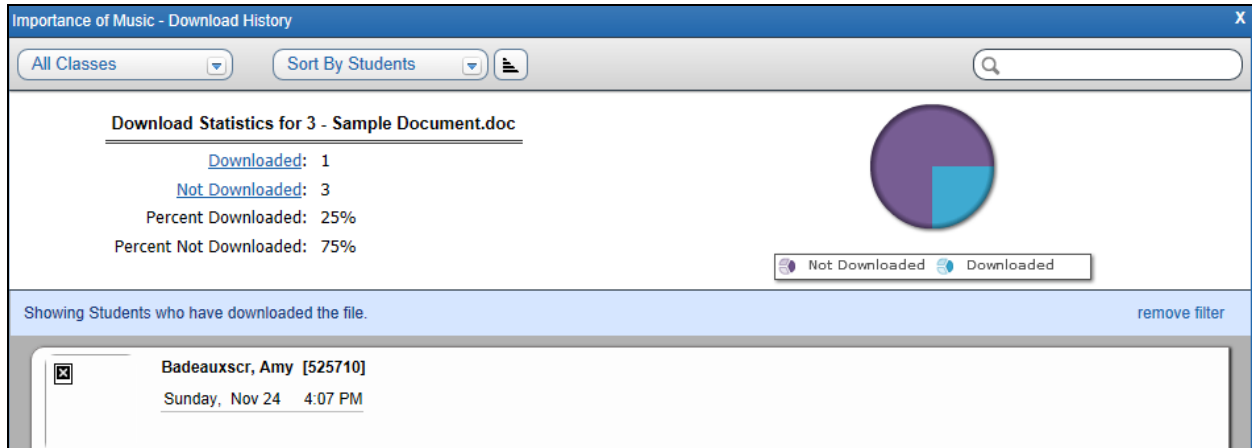 Importance of Music - Download History X
All Classes Sort By Students
Download Statistics for 3 - Sample Document.doc
Downloaded: 1
Not Downloaded: 3
Percent Downloaded: 25%
Percent Not Downloaded: 75%
Not Downloaded Downloaded
Showing Students who have downloaded the file. remove filter
Badeauxscr, Amy [525710]
Sunday, Nov 24 4:07 PM